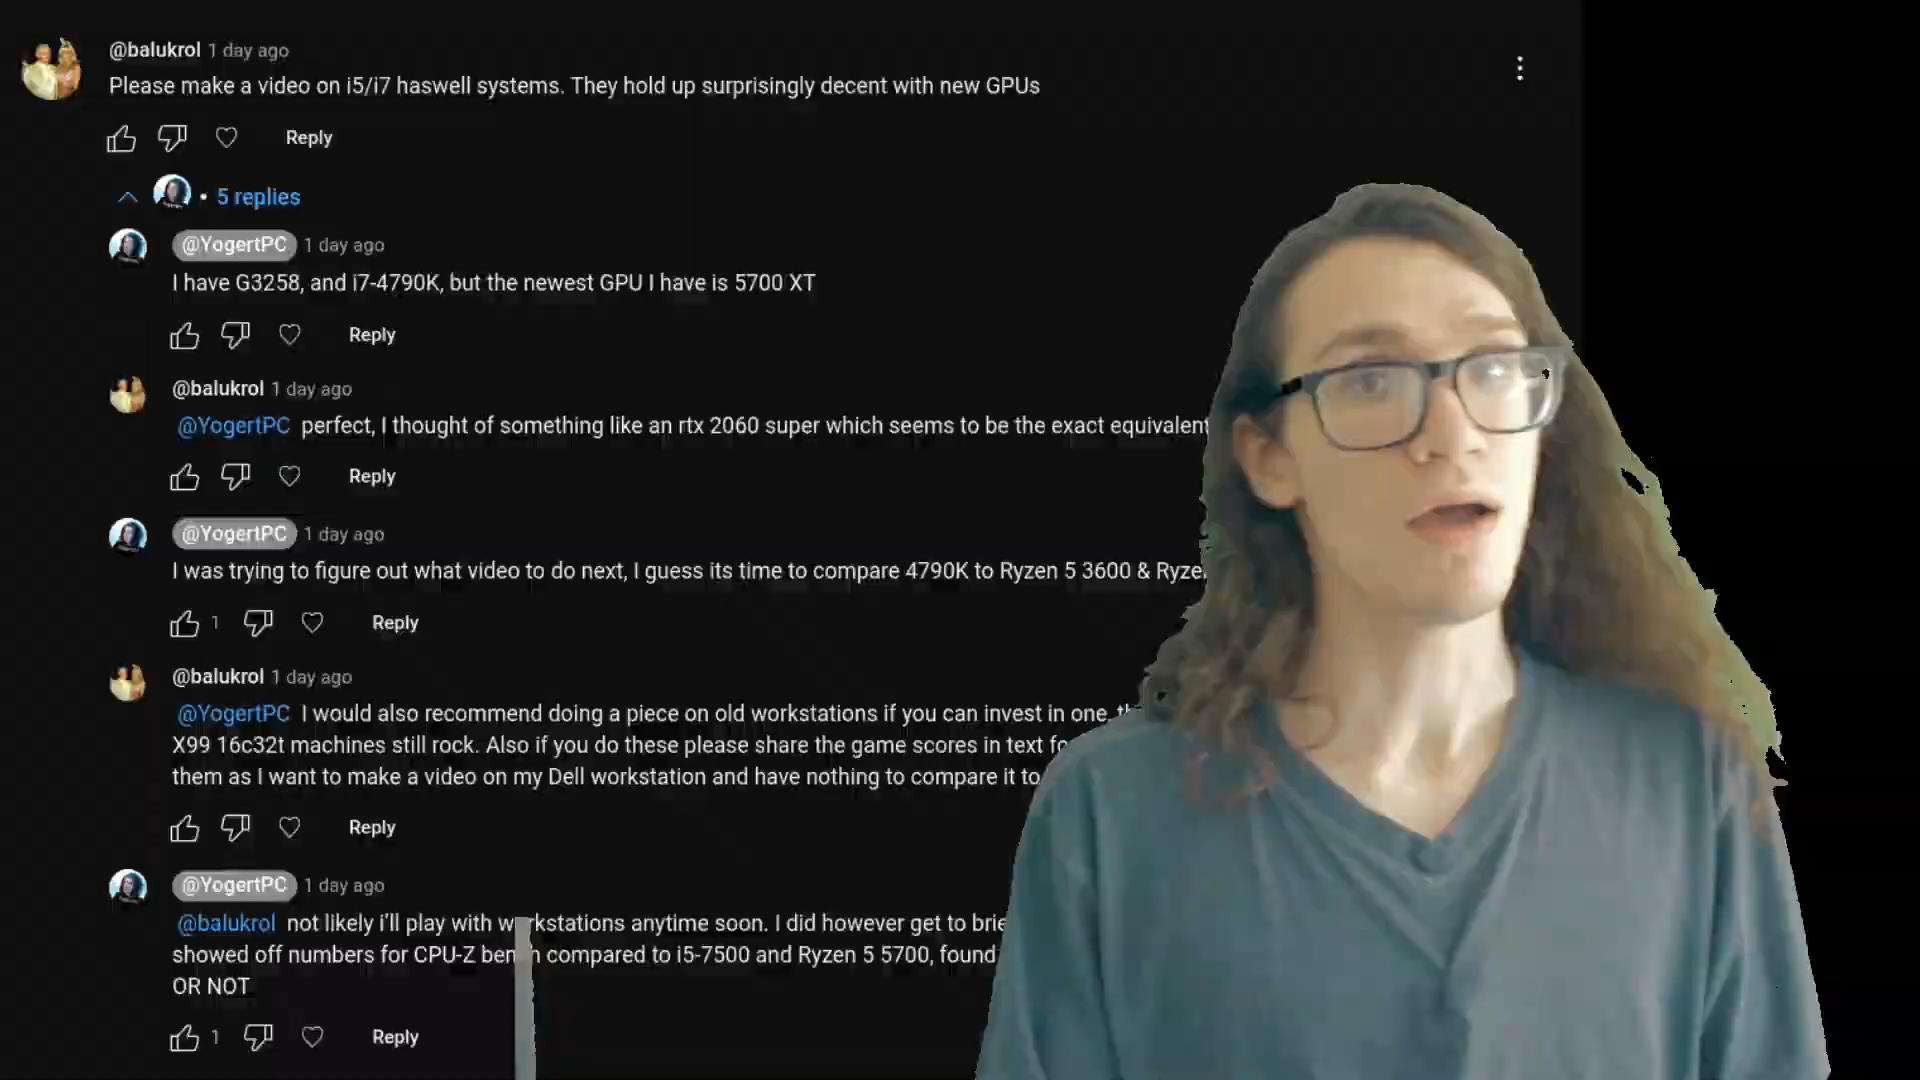 @balukrol 1 day ago
Please make a video on i5/i7 haswell systems. They hold up surprisingly decent with new GPUs
Reply
• 5 replies
@YogertPC 1 day ago
I have G3258, and i7-4790K, but the newest GPU I have is 5700 XT
Reply
@balukrol 1 day ago
@YogertPC perfect, I thought of something like an rtx 2060 super which seems to be the exact equivalent
Reply
@YogertPC 1 day ago
I was trying to figure out what video to do next, I guess its time to compare 4790K to Ryzen 5 3600 &
1 Reply
@balukrol 1 day ago
@YogertPC I would also recommend doing a piece on old workstations if you can invest in one,
X99 16c32t machines still rock. Also if you do these please share the game scores in text
them as I want to make a video on my Dell workstation and have nothing to compare it to
Reply
@YogertPC 1 day ago
@balukrol not likely i'll play with workstations anytime soon. I did however get to
showed off numbers for CPU-Z bench compared to i5-7500 and Ryzen 5 5700, found
OR NOT
1 Reply